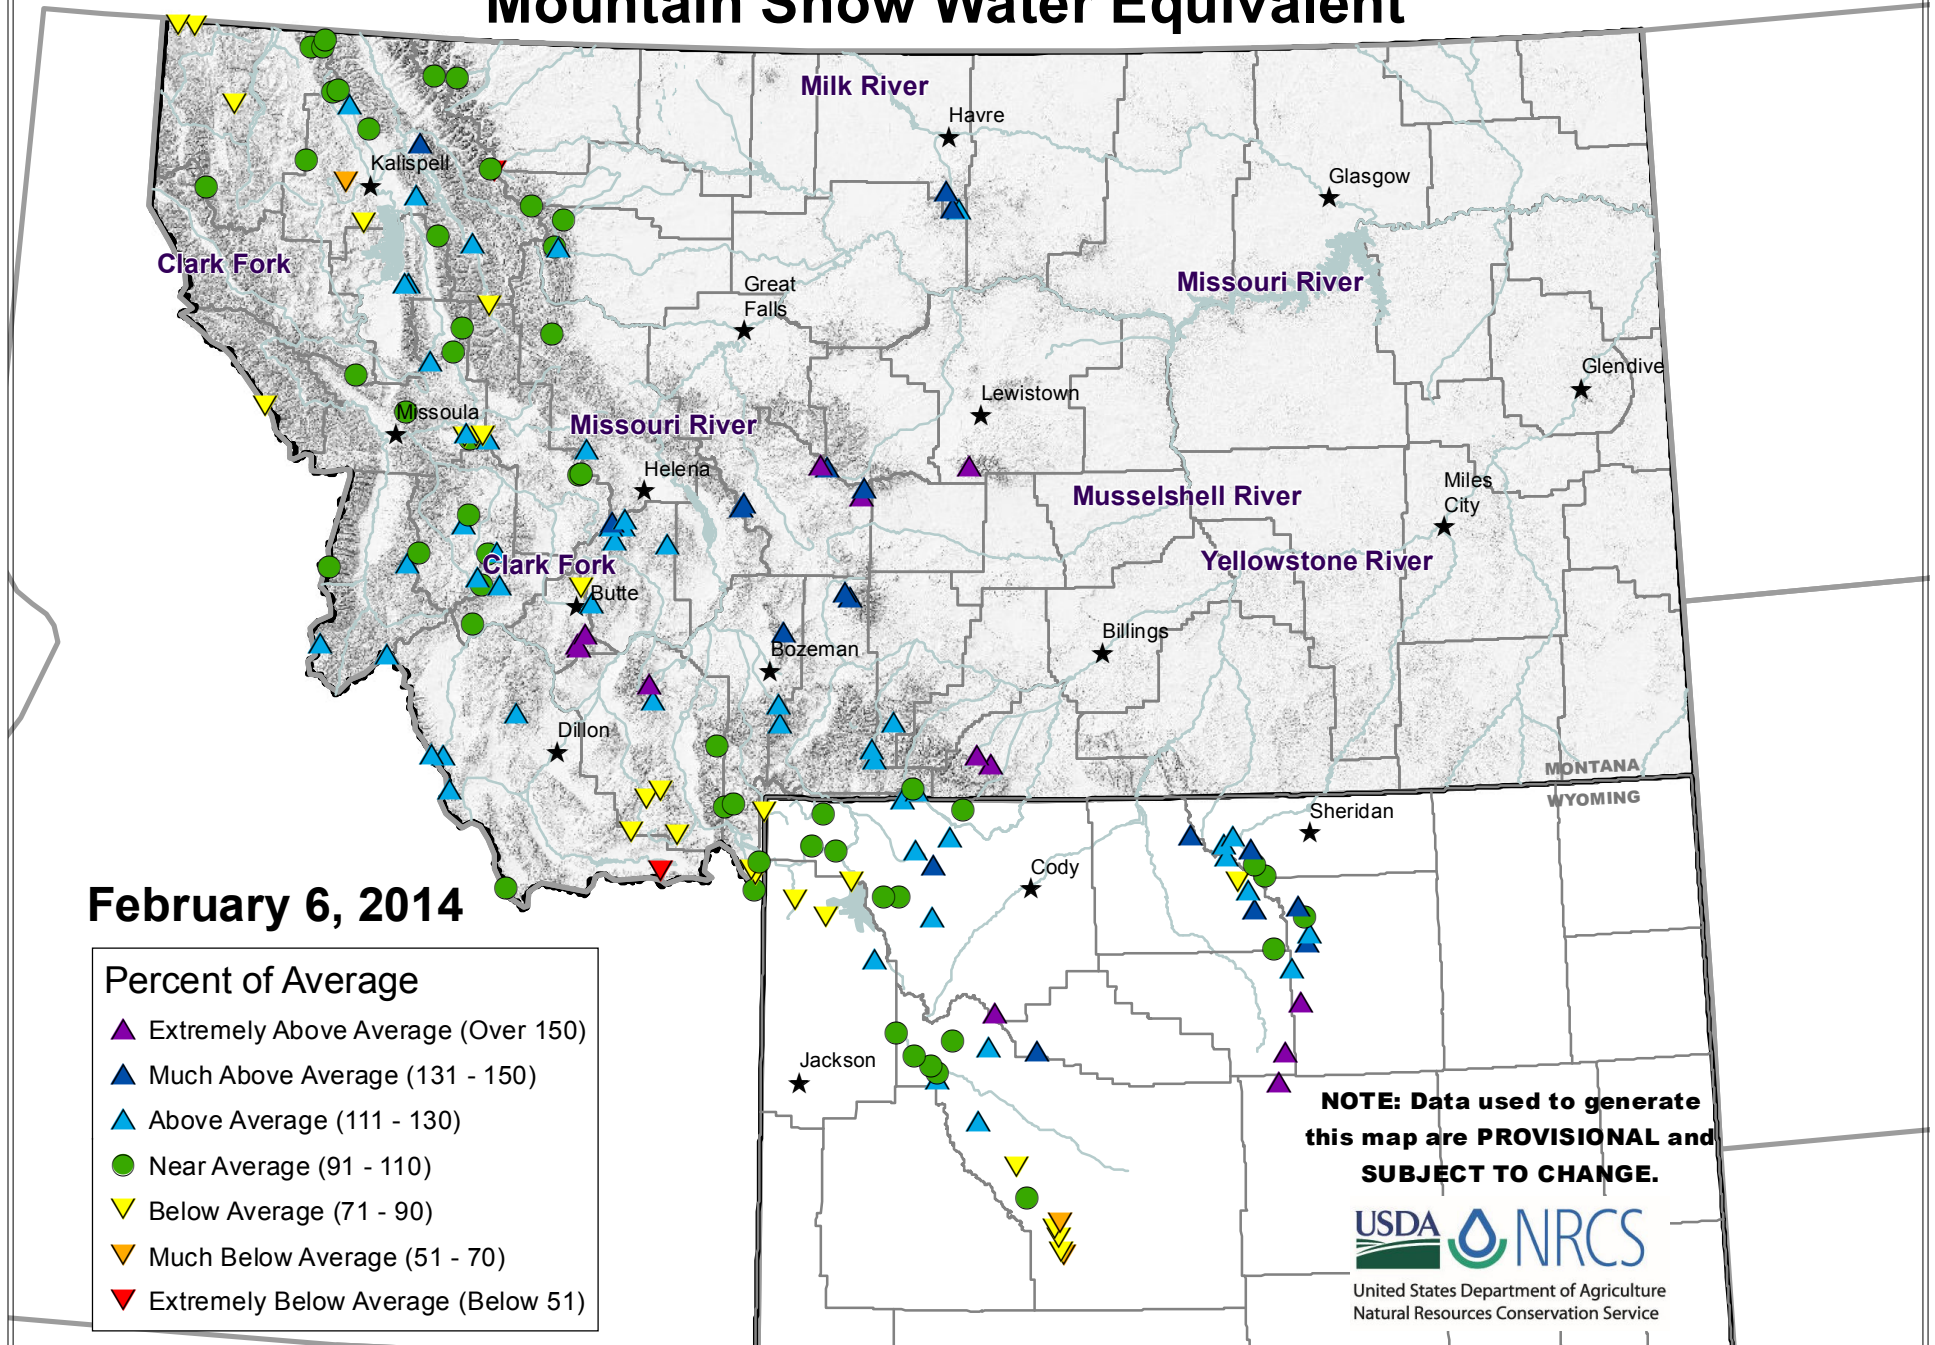 Mountain Snow Water Equivalent
Milk River
Havre
Kalispell
Glasgow
Clark Fork
Missouri River
Great
Falls
Glendive
Lewistown
Missoula
Missouri River
Helena
Musselshell River
Miles
City
Clark Fork
Yellowstone River
Butte
Billings
Bozeman
Dillon
MONTANA
WYOMING
Sheridan
Cody
February 6, 2014
Percent of Average
Extremely Above Average (Over 150)
Much Above Average (131 - 150)
Above Average (111 - 130)
Near Average (91 - 110)
Below Average (71 - 90)
Much Below Average (51 - 70)
Extremely Below Average (Below 51)
Jackson
NOTE: Data used to generate
this map are PROVISIONAL and
SUBJECT TO CHANGE.
USDA NRCS
United States Department of Agriculture
Natural Resources Conservation Service